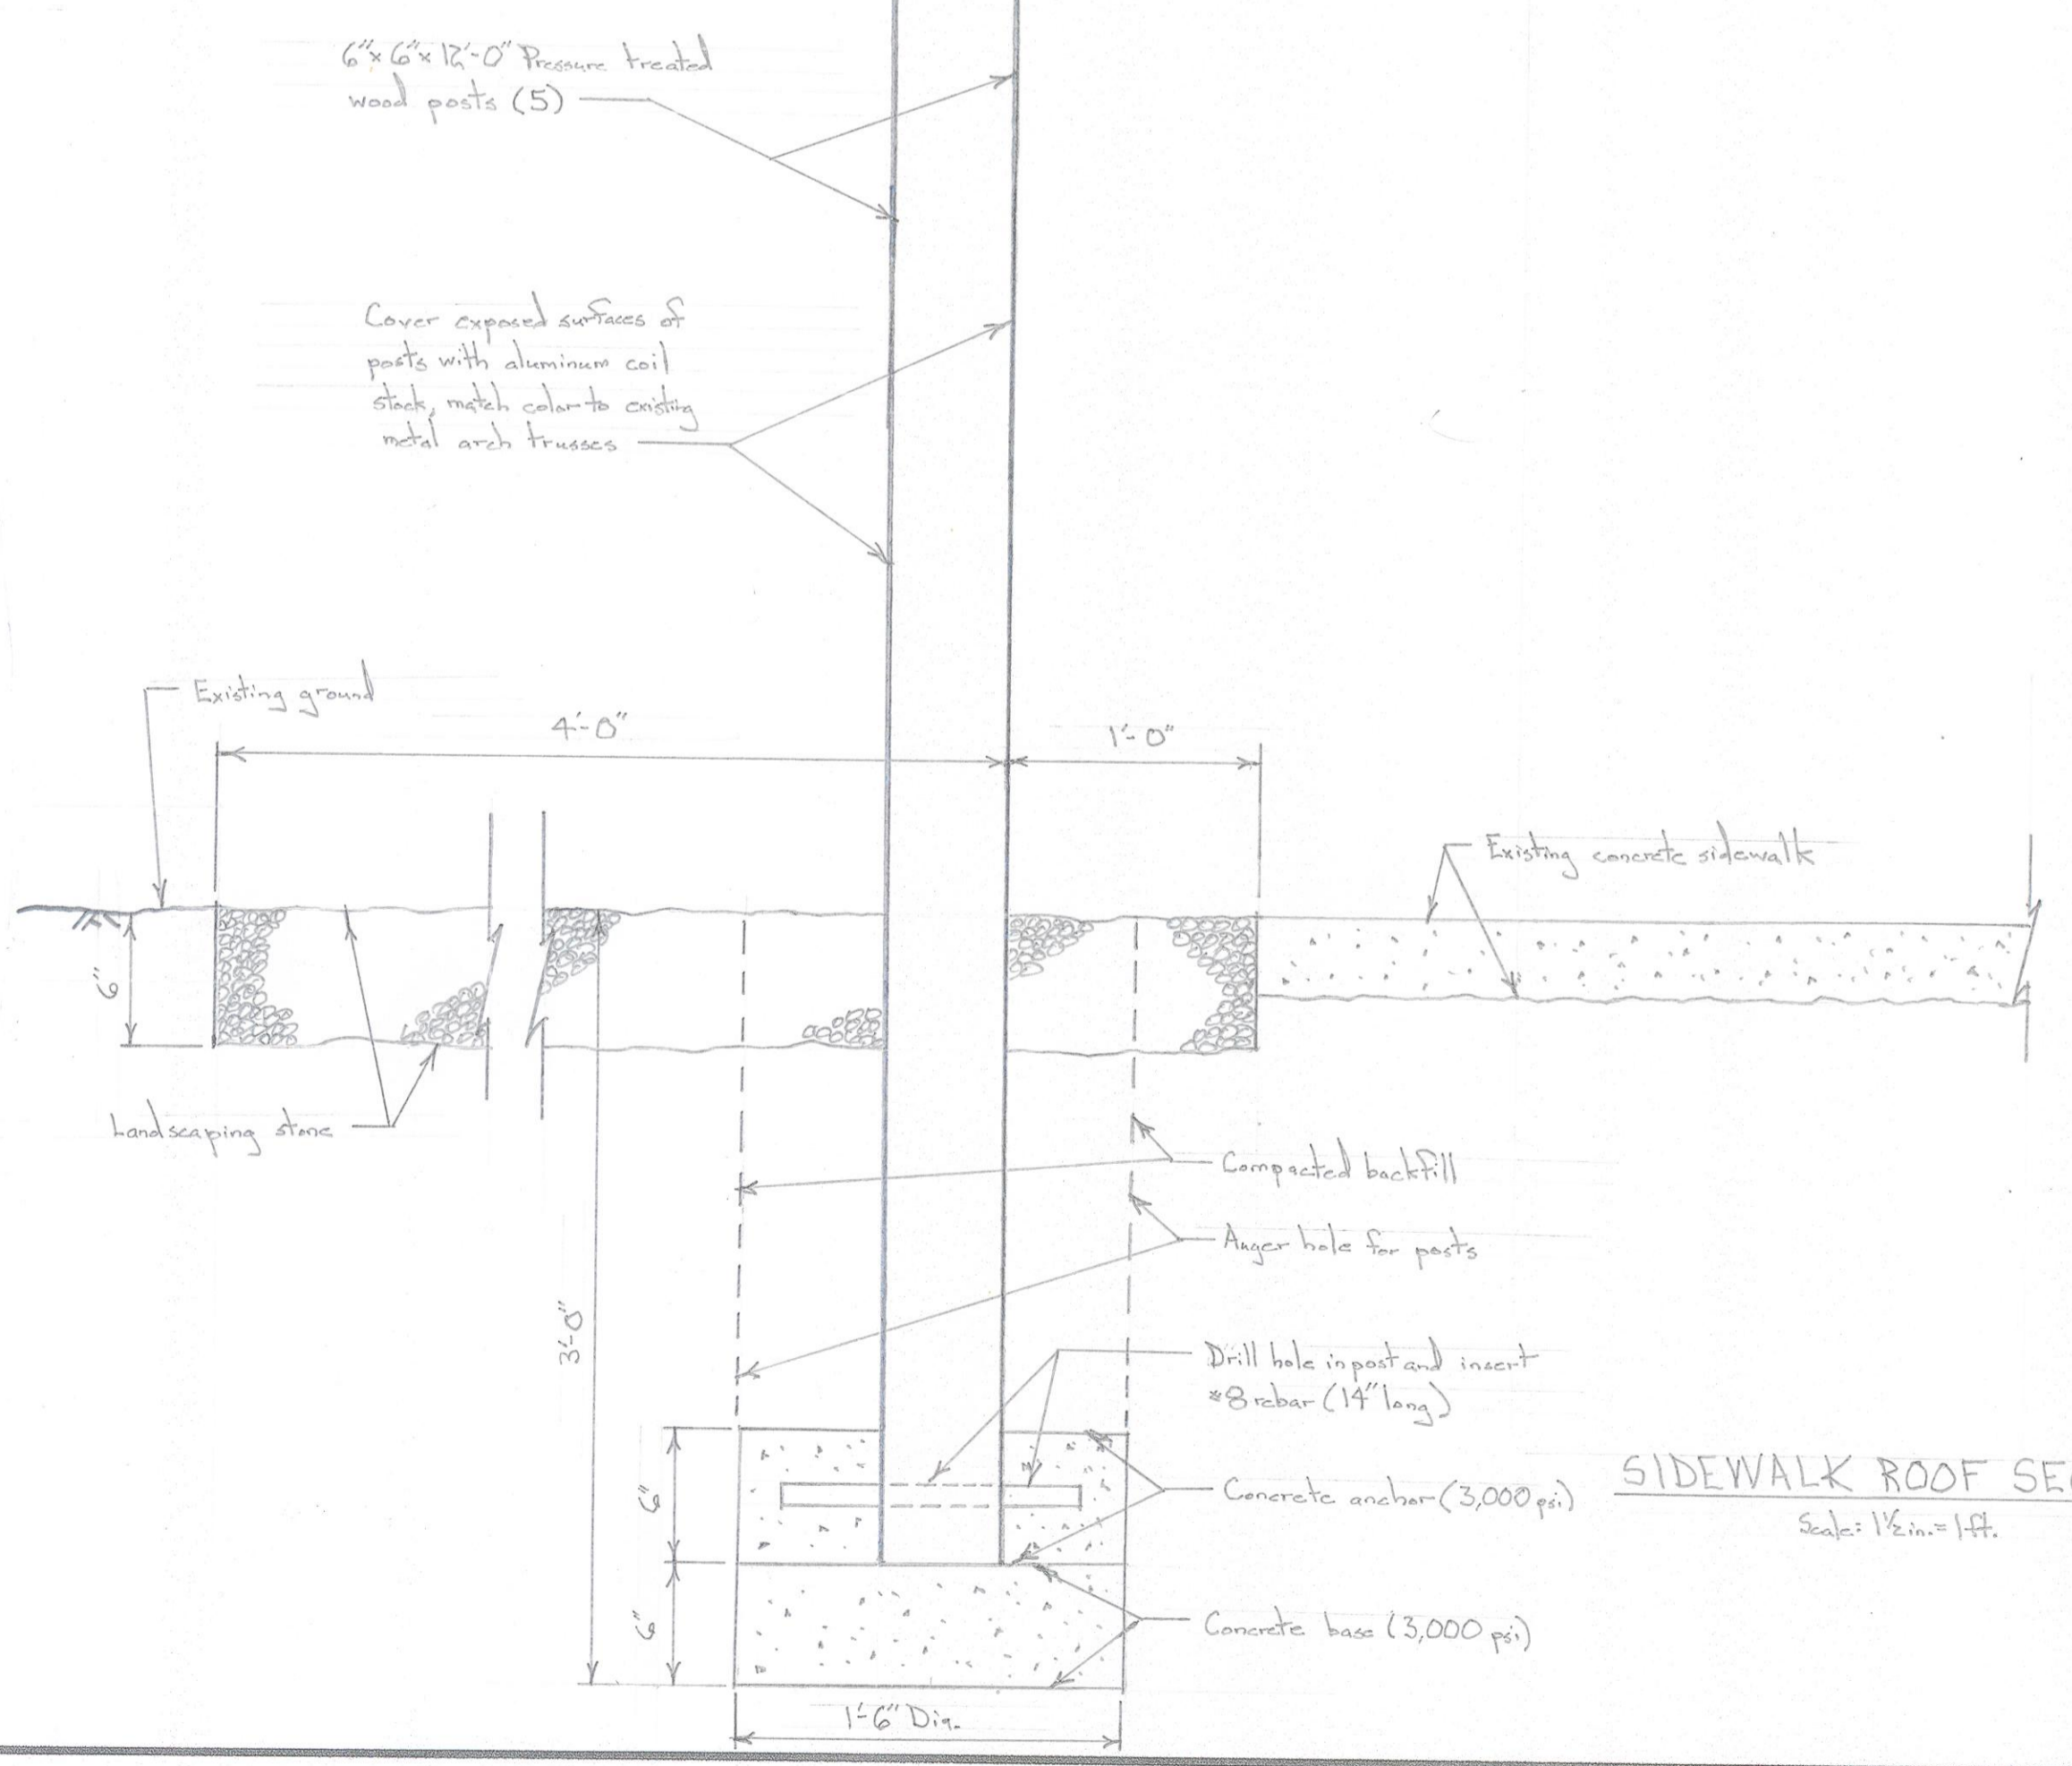 6"x 6"x 12'-0" Pressure treated
wood posts (5)
Cover exposed surfaces of
posts with aluminum coil
stock, match color to existing
metal arch trusses
Existing ground
4'-0"
1'-0"
Existing concrete sidewalk
6"
Landscaping stone
Compacted backfill
Auger hole for posts
3'-0"
Drill hole in post and insert
#8 rebar (14" long)
6"
Concrete anchor (3,000 psi)
SIDEWALK ROOF SEC
Scale: 1 1/2 in. = 1 ft.
6"
Concrete base (3,000 psi)
1'-6" Dia.